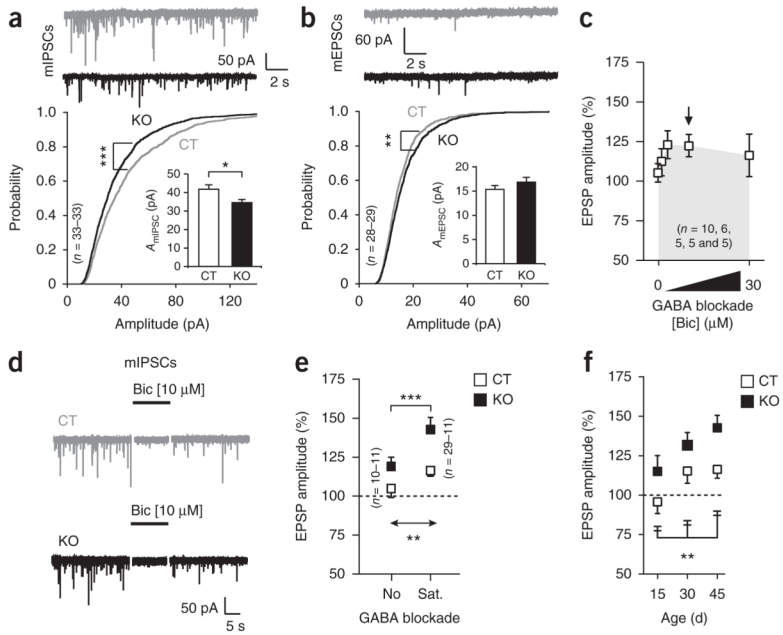 a
mIPSCs
50 pA
2 s
KO
CT
***
Probability
1.0
0.8
0.6
0.4
0.2
0
(n = 33–33)
*
AmIPSC (pA)
50
40
30
20
10
0
CT KO
0 40 80 120
Amplitude (pA)
b
mEPSCs
60 pA
2 s
CT
KO
**
Probability
1.0
0.8
0.6
0.4
0.2
0
(n = 28–29)
AmEPSC (pA)
20
15
10
5
0
CT KO
0 20 40 60
Amplitude (pA)
c
EPSP amplitude (%)
175
150
125
100
75
50
(n = 10, 6,
5, 5 and 5)
0 30
GABA blockade
[Bic] (μM)
d
mIPSCs
Bic [10 μM]
CT
Bic [10 μM]
KO
50 pA
5 s
e
CT
KO
EPSP amplitude (%)
175
150
125
100
75
50
***
(n = 10–11)
(n = 29–11)
**
No Sat.
GABA blockade
f
CT
KO
EPSP amplitude (%)
175
150
125
100
75
50
**
15 30 45
Age (d)